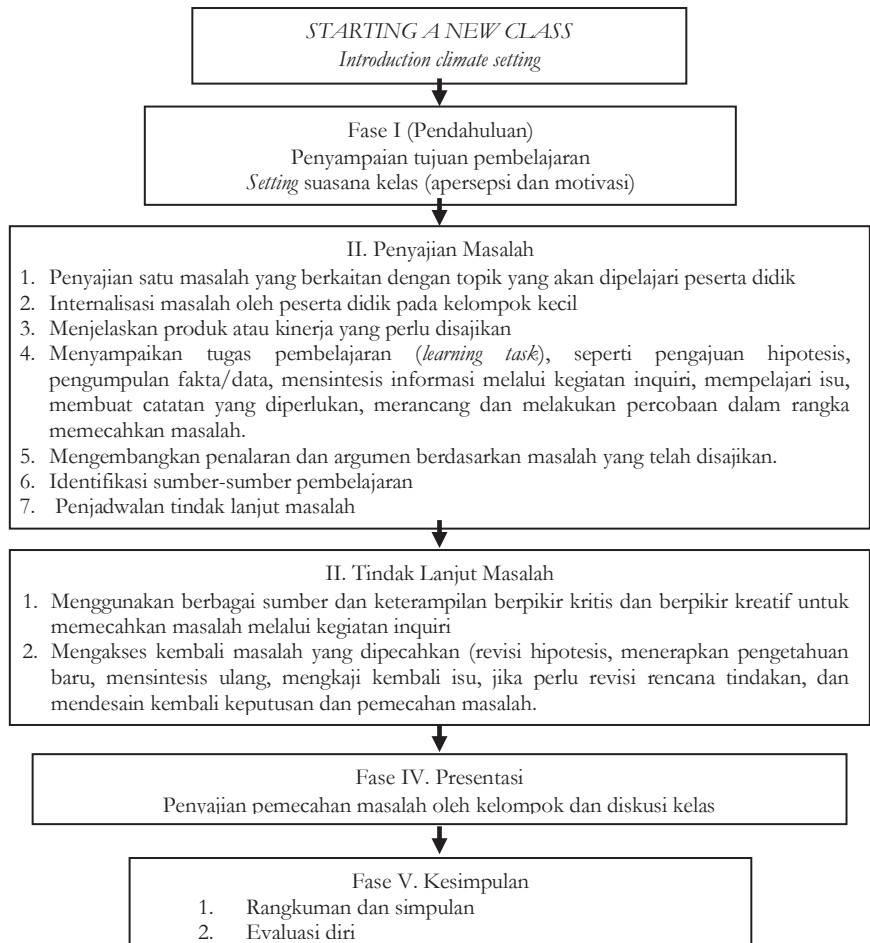 STARTING A NEW CLASS
Introduction climate setting
Fase I (Pendahuluan)
Penyampaian tujuan pembelajaran
Setting suasana kelas (apersepsi dan motivasi)
II. Penyajian Masalah
1. Penyajian satu masalah yang berkaitan dengan topik yang akan dipelajari peserta didik
2. Internalisasi masalah oleh peserta didik pada kelompok kecil
3. Menjelaskan produk atau kinerja yang perlu disajikan
4. Menyampaikan tugas pembelajaran (learning task), seperti pengajuan hipotesis,
pengumpulan fakta/data, mensintesis informasi melalui kegiatan inquiri, mempelajari isu,
membuat catatan yang diperlukan, merancang dan melakukan percobaan dalam rangka
memecahkan masalah.
5. Mengembangkan penalaran dan argumen berdasarkan masalah yang telah disajikan.
6. Identifikasi sumber-sumber pembelajaran
7. Penjadwalan tindak lanjut masalah
II. Tindak Lanjut Masalah
1. Menggunakan berbagai sumber dan keterampilan berpikir kritis dan berpikir kreatif untuk
memecahkan masalah melalui kegiatan inquiri
2. Mengakses kembali masalah yang dipecahkan (revisi hipotesis, menerapkan pengetahuan
baru, mensintesis ulang, mengkaji kembali isu, jika perlu revisi rencana tindakan, dan
mendesain kembali keputusan dan pemecahan masalah.
Fase IV. Presentasi
Penyajian pemecahan masalah oleh kelompok dan diskusi kelas
Fase V. Kesimpulan
1. Rangkuman dan simpulan
2. Evaluasi diri